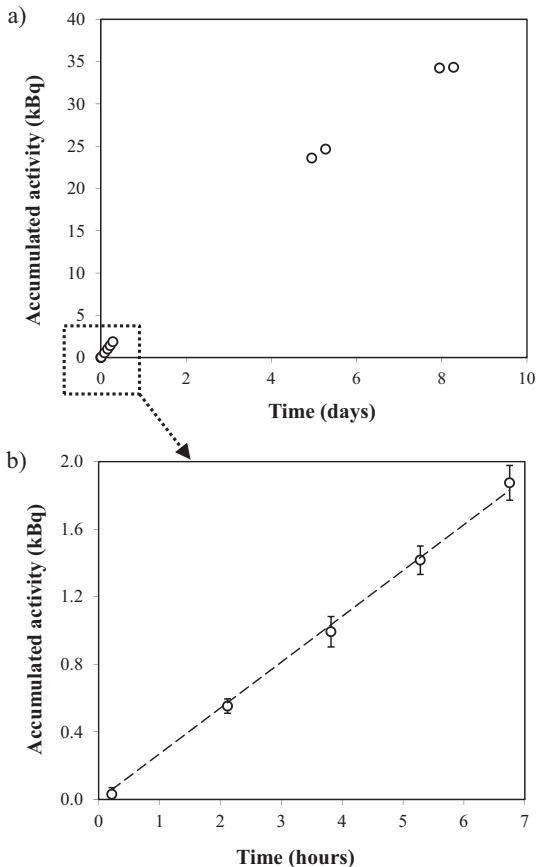 a)
40
35
30
25
20
15
10
5
0
Accumulated activity (kBq)
0 2 4 6 8 10
Time (days)
b)
2.0
1.6
1.2
0.8
0.4
0.0
Accumulated activity (kBq)
0 1 2 3 4 5 6 7
Time (hours)